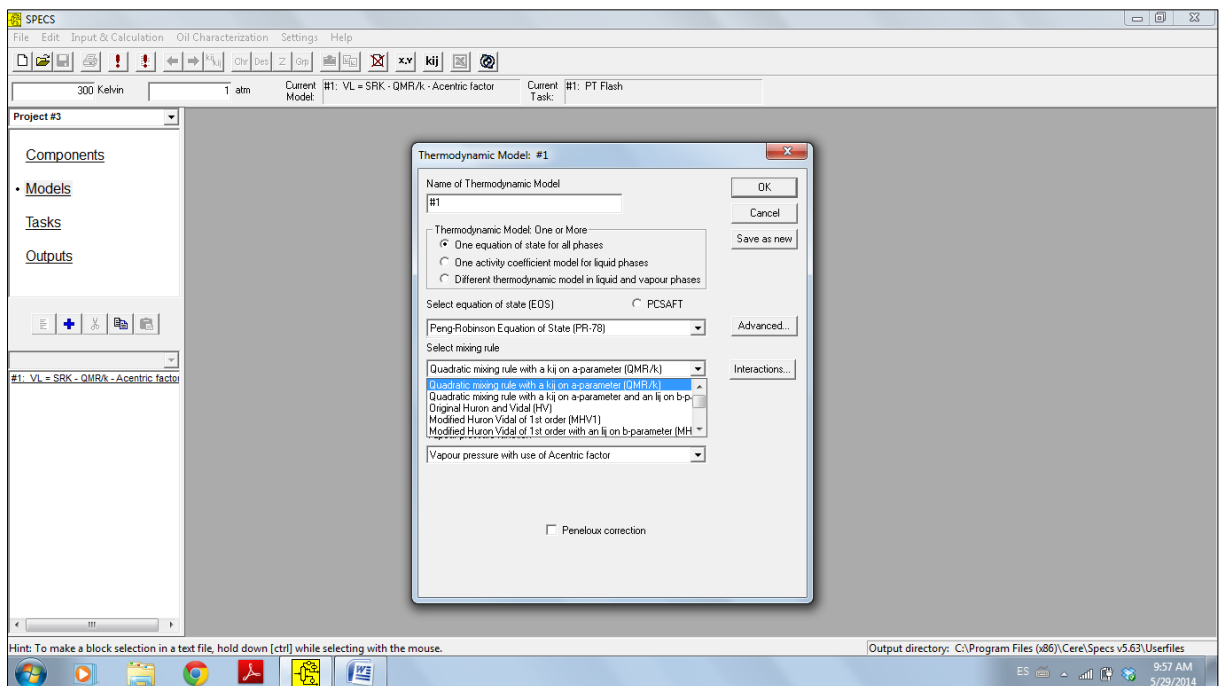 SPECS
File Edit Input & Calculation Oil Characterization Settings Help
Chr Des Z Grp x,y kij
300 Kelvin 1 atm Current Model: #1: VL = SRK - QMR/k - Acentric factor Current Task: #1: PT Flash
Project #3
Components
• Models
Tasks
Outputs
#1: VL = SRK - QMR/k - Acentric factor
Thermodynamic Model: #1
Name of Thermodynamic Model
#1
OK
Cancel
Save as new
Thermodynamic Model: One or More
One equation of state for all phases
One activity coefficient model for liquid phases
Different thermodynamic model in liquid and vapour phases
Select equation of state (EOS) PCSAFT
Peng-Robinson Equation of State (PR-78) Advanced...
Select mixing rule
Quadratic mixing rule with a kij on a-parameter (QMR/k) Interactions...
Quadratic mixing rule with a kij on a-parameter (QMR/k)
Quadratic mixing rule with a kij on a-parameter and an lij on b-p
Original Huron and Vidal (HV)
Modified Huron Vidal of 1st order (MHV1)
Modified Huron Vidal of 1st order with an lij on b-parameter (MH
Vapour pressure with use of Acentric factor
Peneloux correction
Hint: To make a block selection in a text file, hold down [ctrl] while selecting with the mouse.
Output directory: C:\Program Files (x86)\Cere\Specs v5.63\Userfiles
ES 9:57 AM
5/29/2014